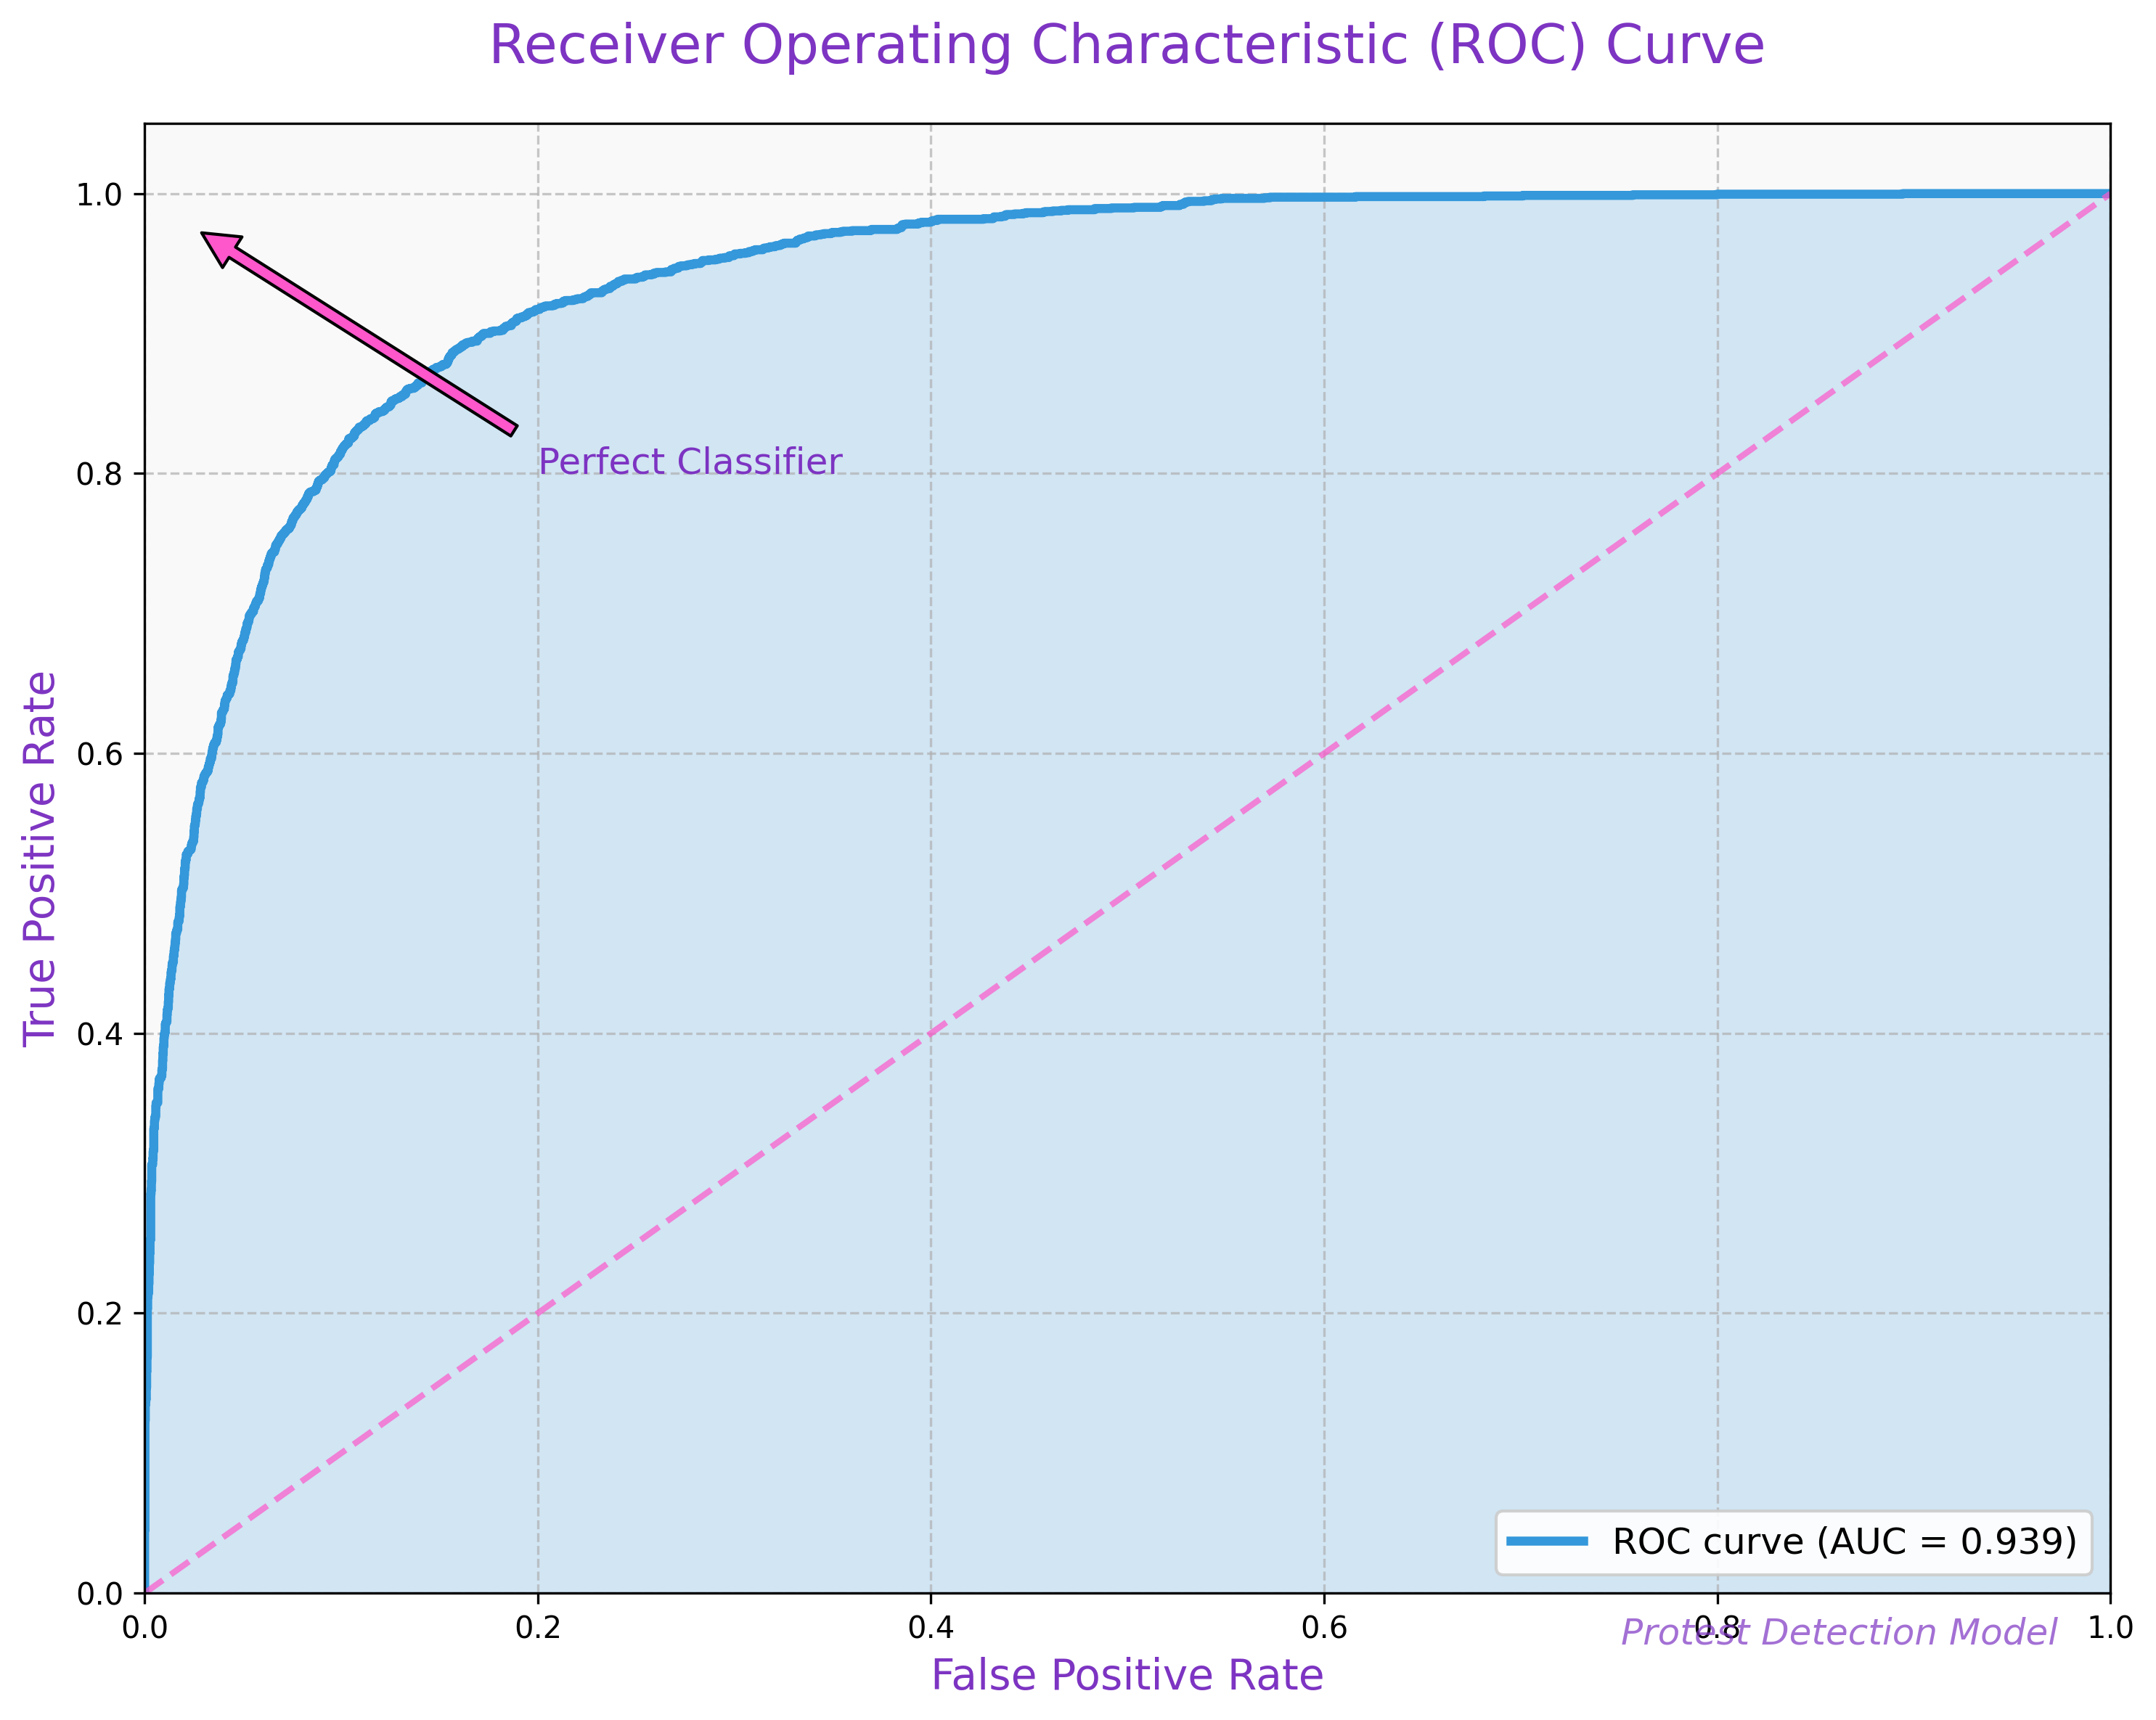 Receiver Operating Characteristic (ROC) Curve
True Positive Rate
1.0
0.8
0.6
0.4
0.2
0.0
Perfect Classifier
ROC curve (AUC = 0.939)
0.0 0.2 0.4 0.6 0.8 1.0
Protest Detection Model
False Positive Rate